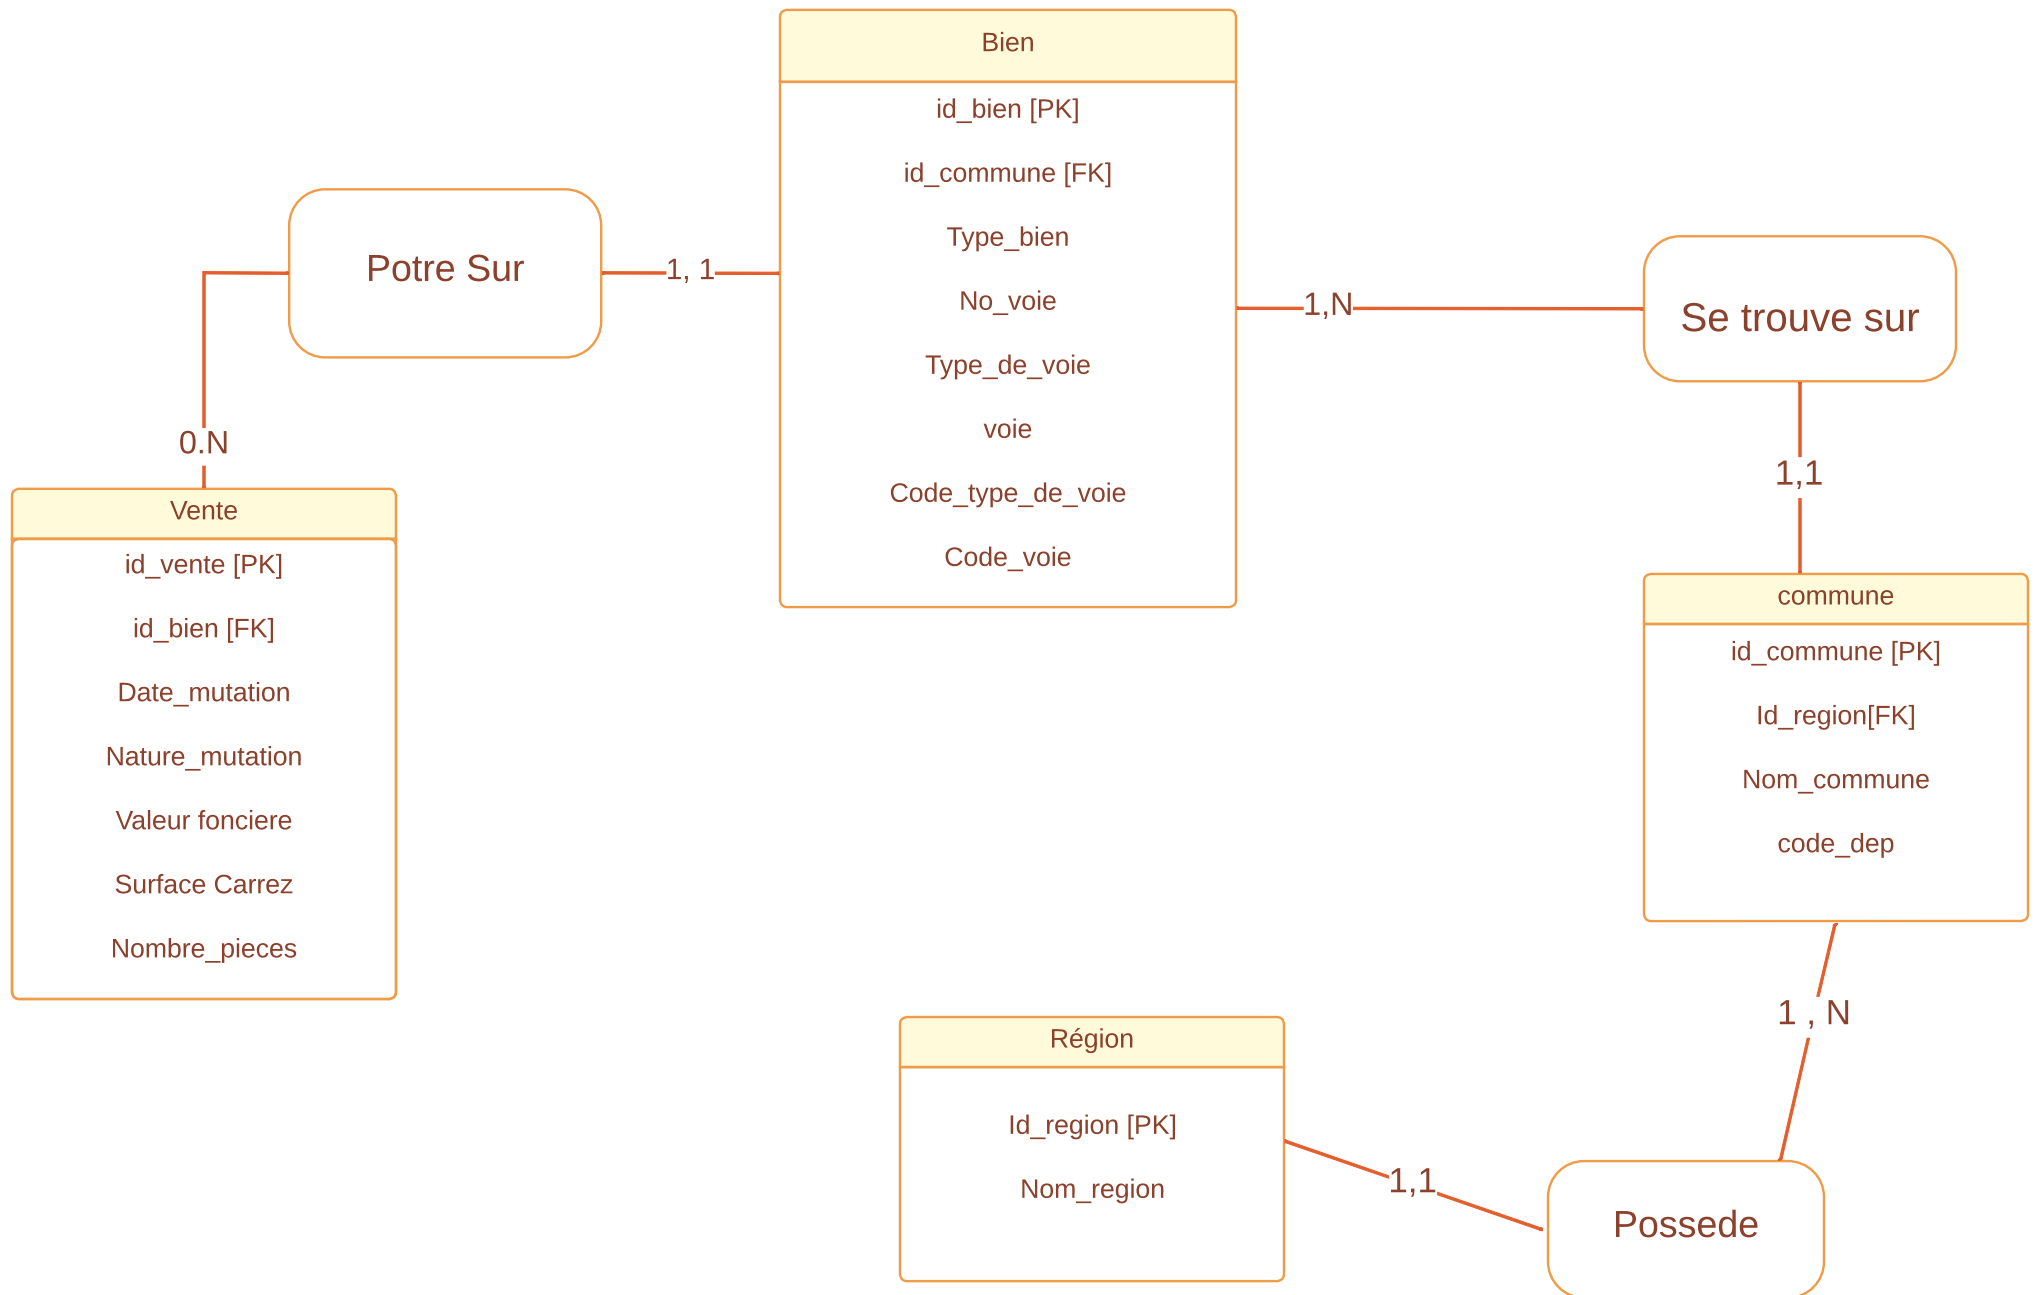 Bien
id_bien [PK]
id_commune [FK]
Type_bien
No_voie
Type_de_voie
voie
Code_type_de_voie
Code_voie
Potre Sur
1, 1
0.N
1,N
Se trouve sur
1,1
Vente
id_vente [PK]
id_bien [FK]
Date_mutation
Nature_mutation
Valeur fonciere
Surface Carrez
Nombre_pieces
commune
id_commune [PK]
Id_region[FK]
Nom_commune
code_dep
1 , N
Région
Id_region [PK]
Nom_region
1,1
Possede